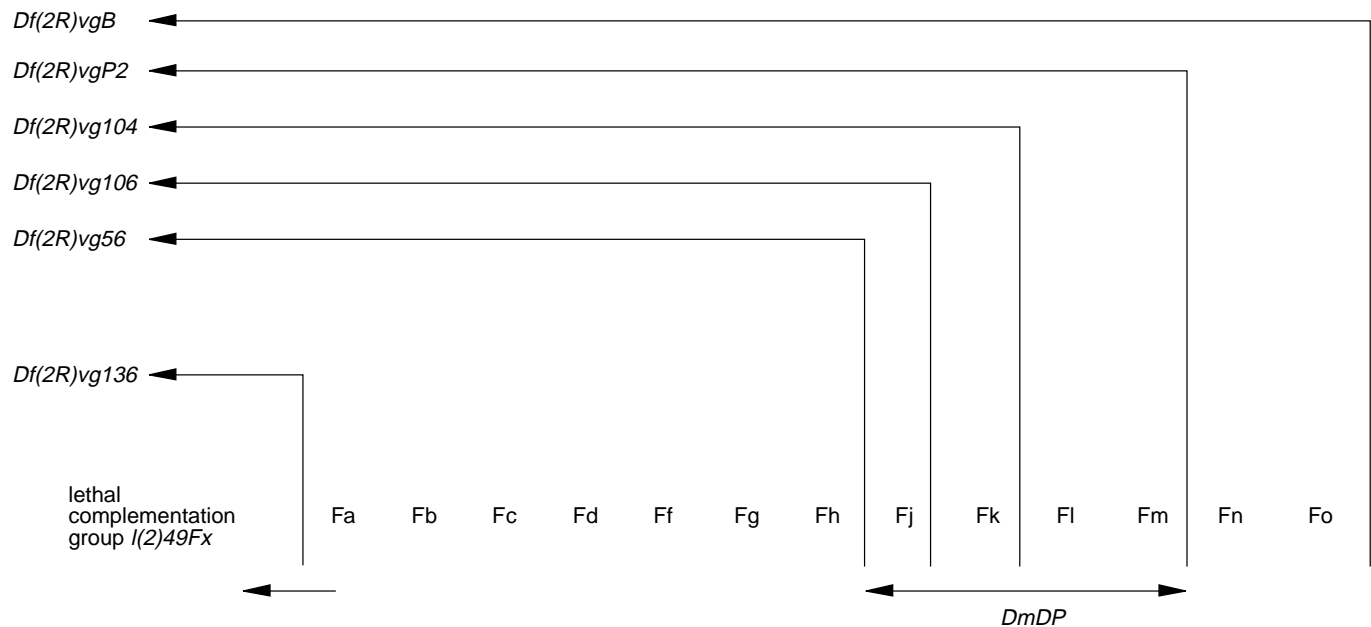 Df(2R)vgB
Df(2R)vgP2
Df(2R)vg104
Df(2R)vg106
Df(2R)vg56
Df(2R)vg136
lethal
complementation
group l(2)49Fx
Fa Fb Fc Fd Ff Fg Fh Fj Fk Fl Fm Fn Fo
DmDP